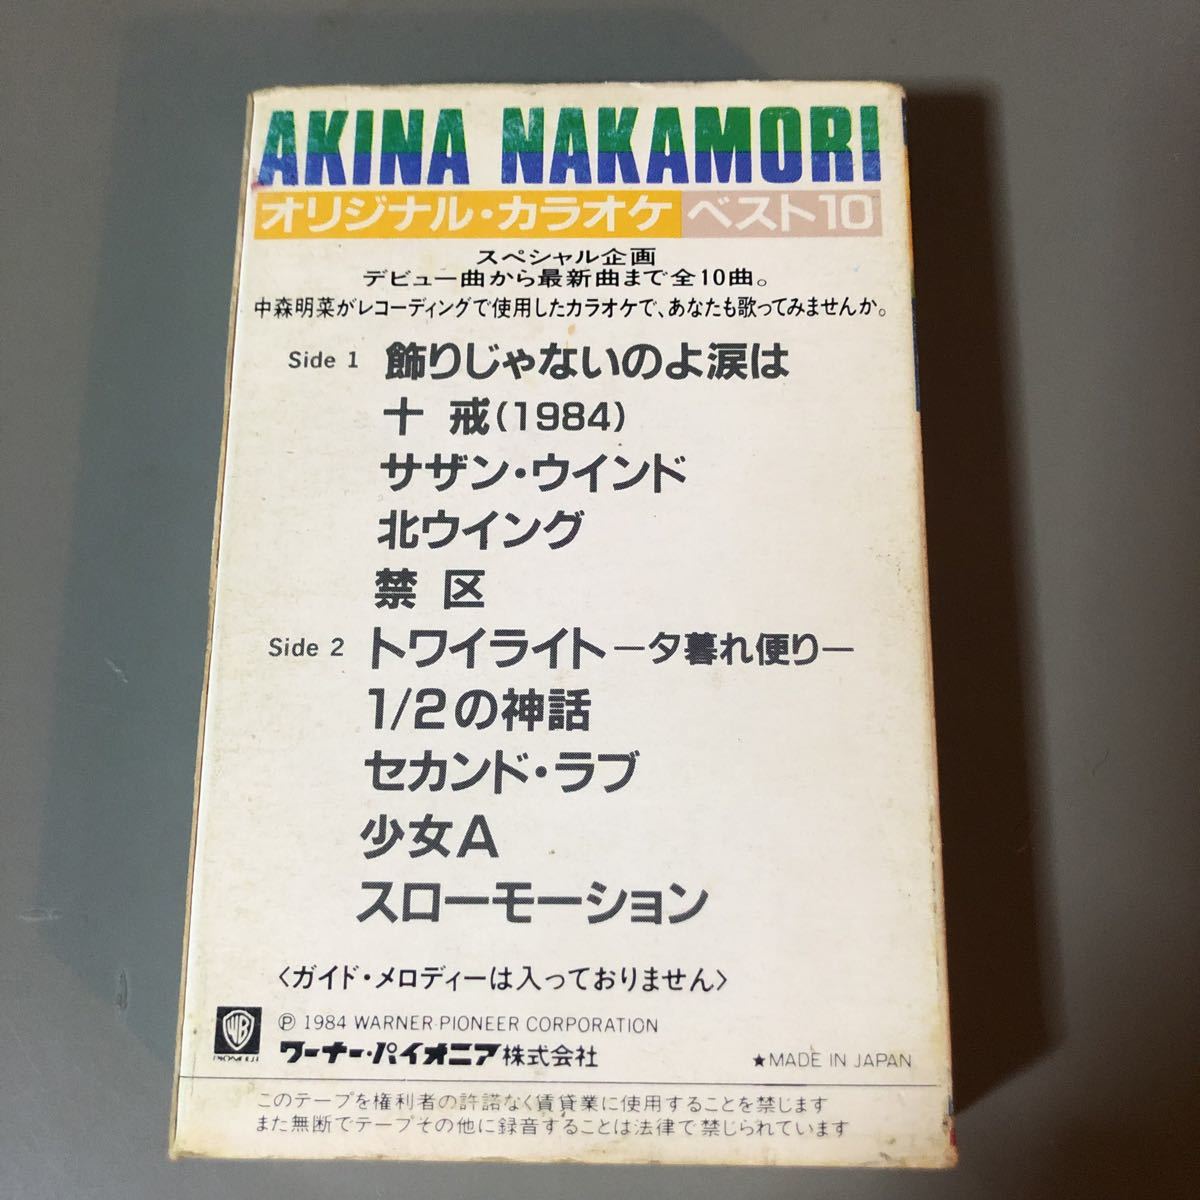 AKINA NAKAMORI
オリジナル・カラオケ ベスト10
スペシャル企画
デビュー曲から最新曲まで全10曲。
中森明菜がレコーディングで使用したカラオケで、あなたも歌ってみませんか。
Side 1 飾りじゃないのよ涙は
十 戒(1984)
サザン・ウインド
北ウイング
禁 区
Side 2 トワイライト—夕暮れ便り—
1/2の神話
セカンド・ラブ
少女A
スローモーション
〈ガイド・メロディーは入っておりません〉
WB PIONEER
Ⓟ 1984 WARNER-PIONEER CORPORATION
ワーナー・パイオニア株式会社
★MADE IN JAPAN
このテープを権利者の許諾なく賃貸業に使用することを禁じます
また無断でテープその他に録音することは法律で禁じられています